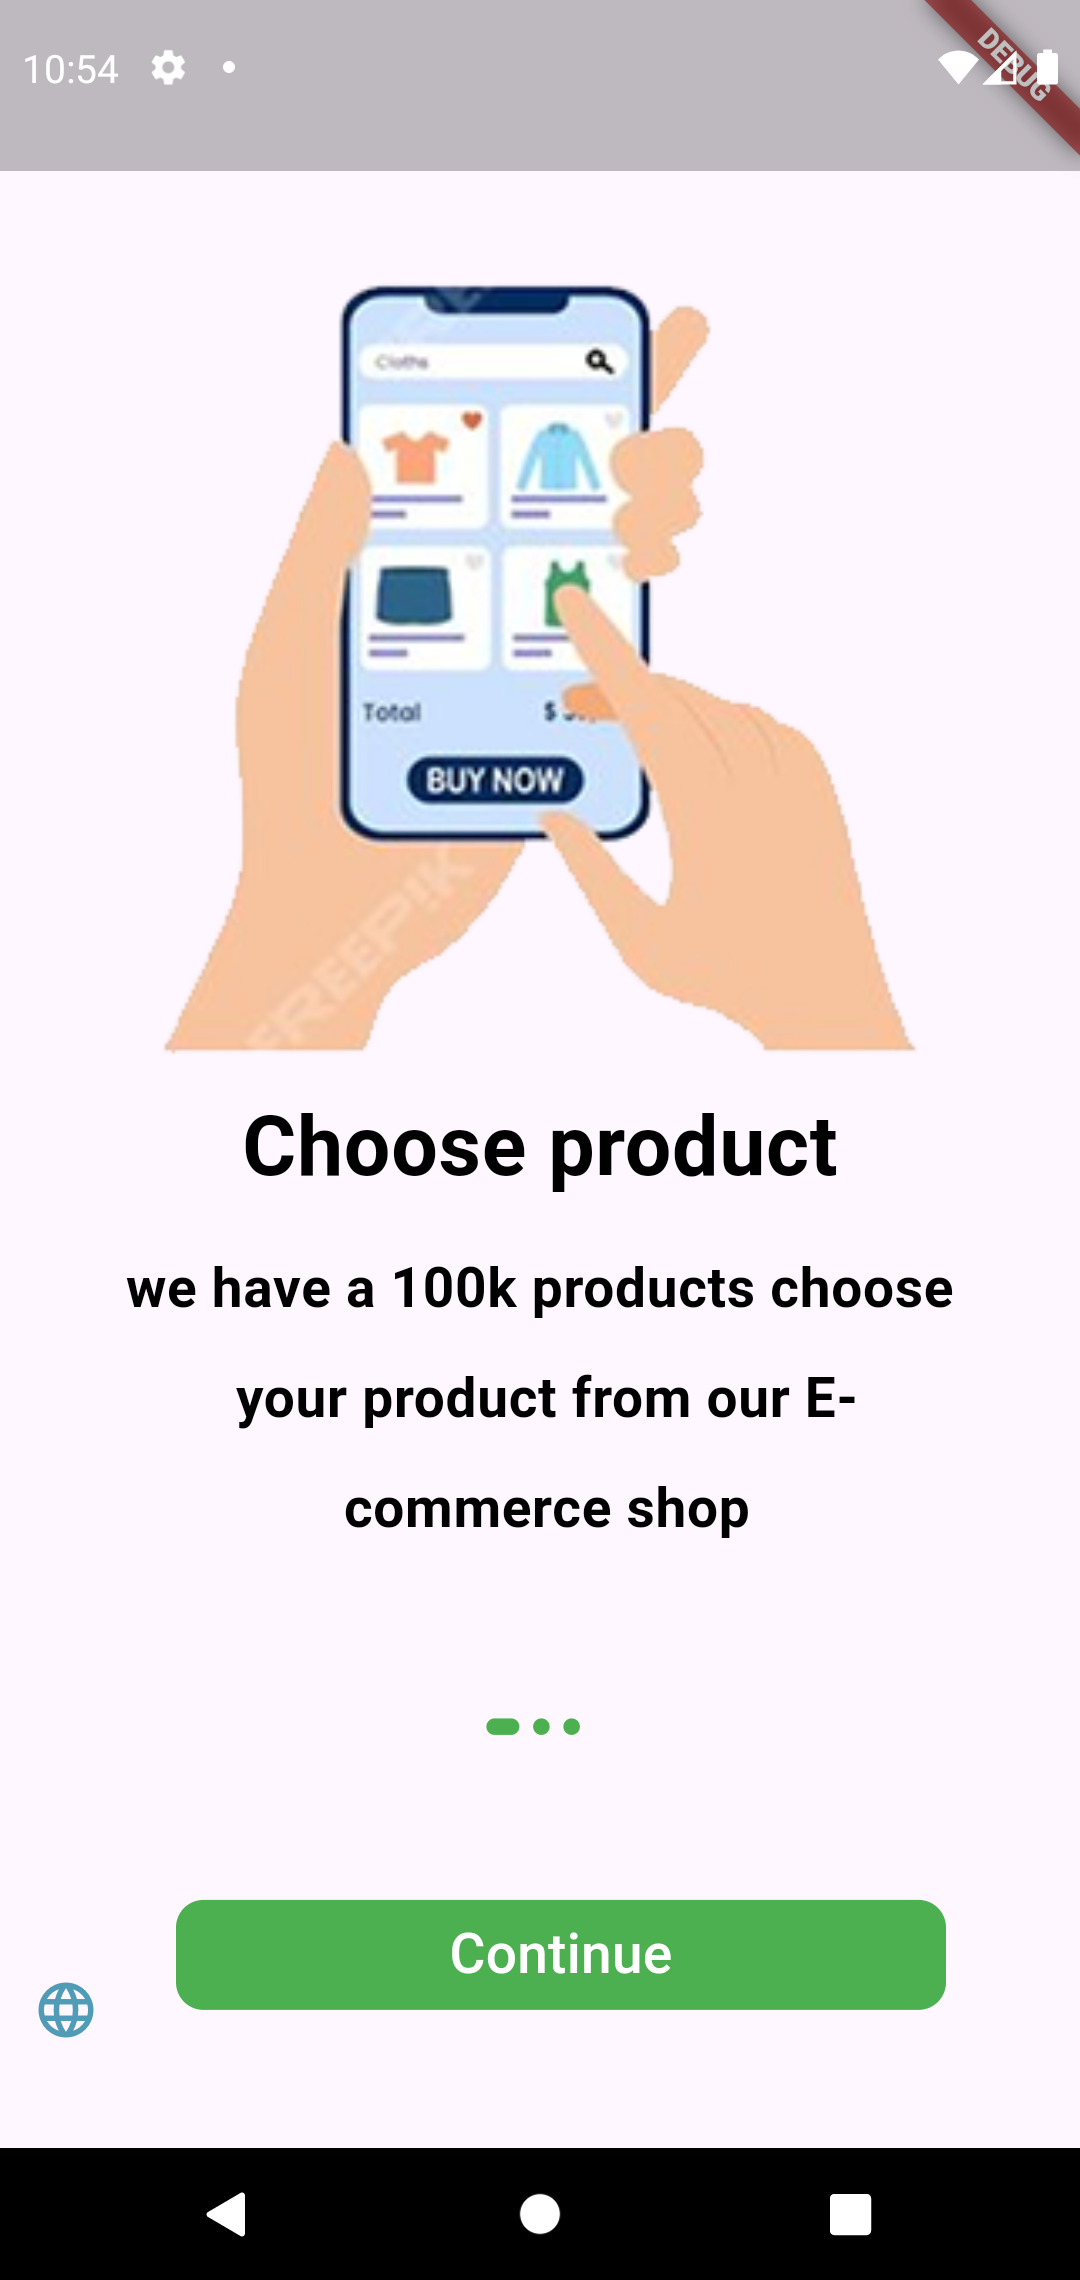 10:54
DEBUG
Cloths
Total
$
BUY NOW
FREEPIK
Choose product
we have a 100k products choose
your product from our E-
commerce shop
Continue